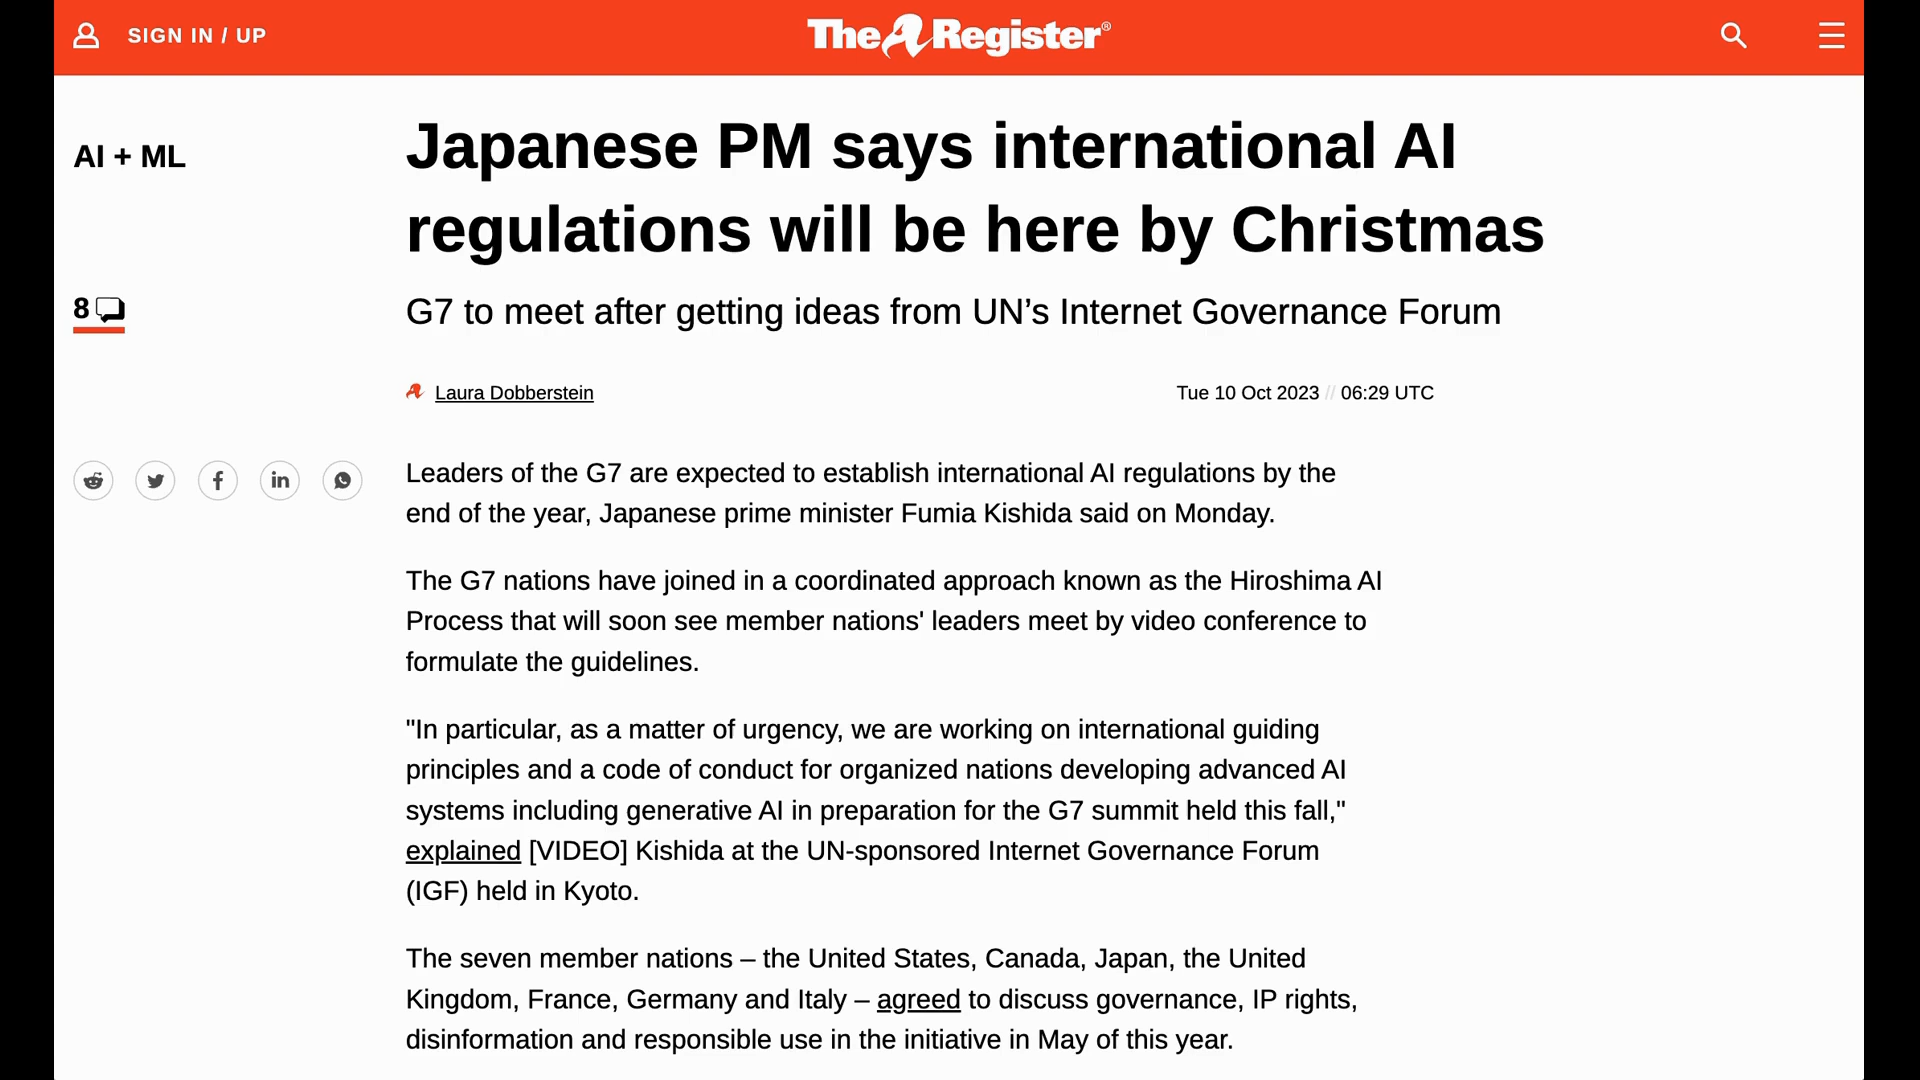 SIGN IN / UP
The Register®
AI + ML
Japanese PM says international AI
regulations will be here by Christmas
8
G7 to meet after getting ideas from UN’s Internet Governance Forum
Laura Dobberstein
Tue 10 Oct 2023 // 06:29 UTC
Leaders of the G7 are expected to establish international AI regulations by the
end of the year, Japanese prime minister Fumia Kishida said on Monday.
The G7 nations have joined in a coordinated approach known as the Hiroshima AI
Process that will soon see member nations' leaders meet by video conference to
formulate the guidelines.
"In particular, as a matter of urgency, we are working on international guiding
principles and a code of conduct for organized nations developing advanced AI
systems including generative AI in preparation for the G7 summit held this fall,"
explained [VIDEO] Kishida at the UN-sponsored Internet Governance Forum
(IGF) held in Kyoto.
The seven member nations – the United States, Canada, Japan, the United
Kingdom, France, Germany and Italy – agreed to discuss governance, IP rights,
disinformation and responsible use in the initiative in May of this year.